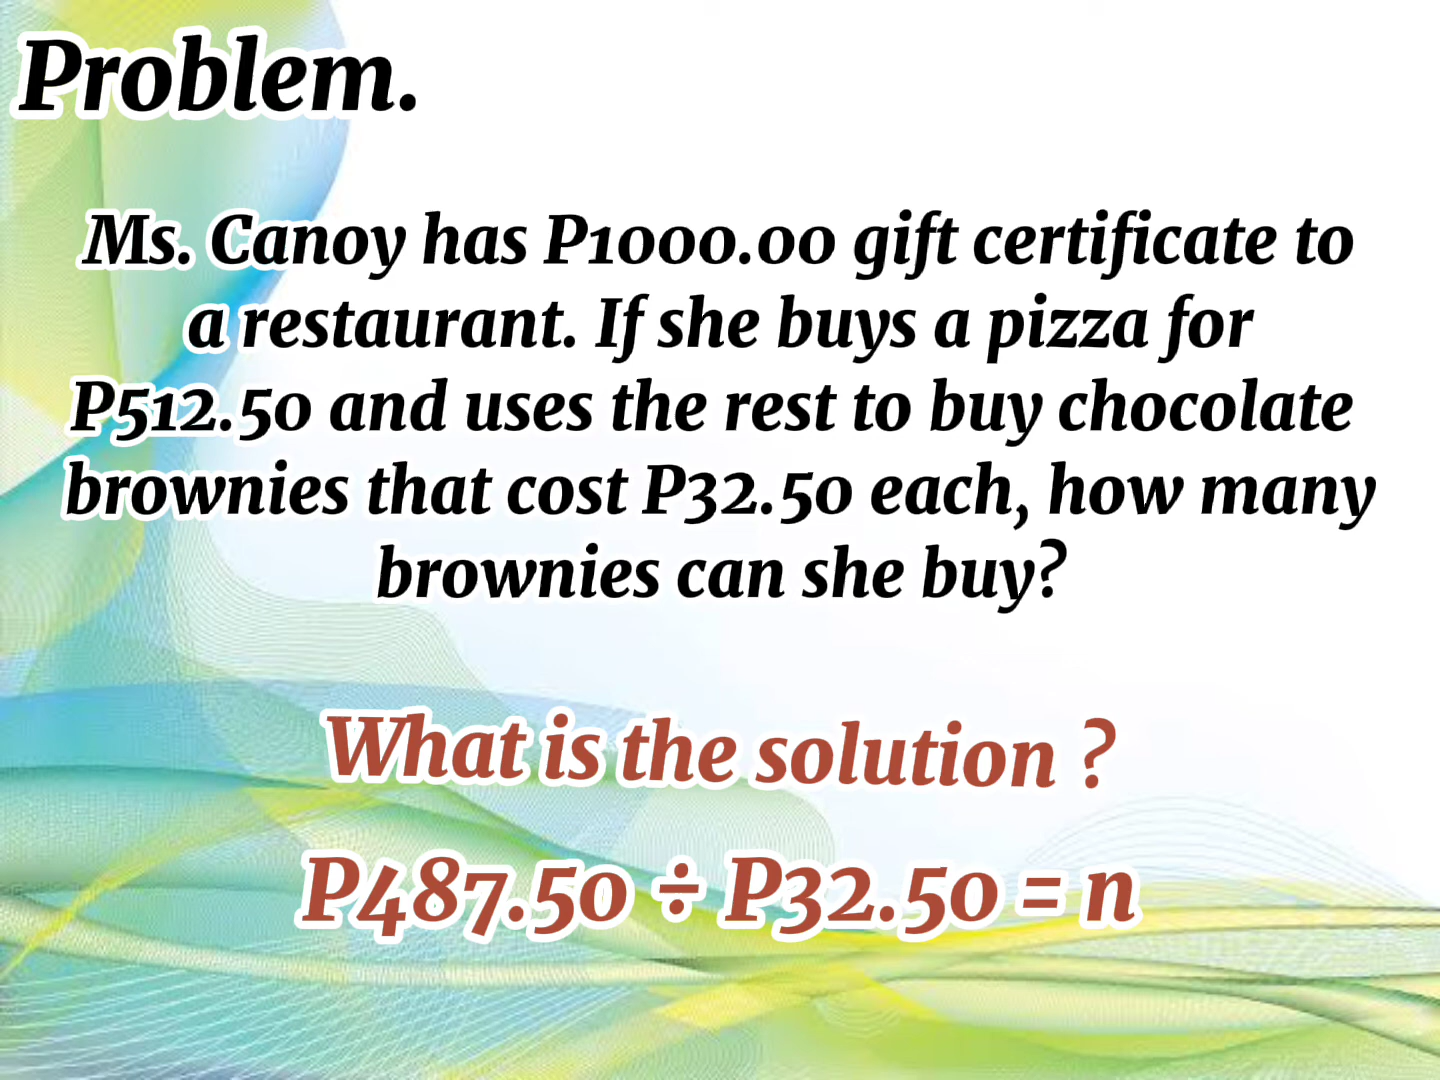 Problem.
Ms. Canoy has P1000.00 gift certificate to
a restaurant. If she buys a pizza for
P512.50 and uses the rest to buy chocolate
brownies that cost P32.50 each, how many
brownies can she buy?
What is the solution ?
P487.50 ÷ P32.50 = n